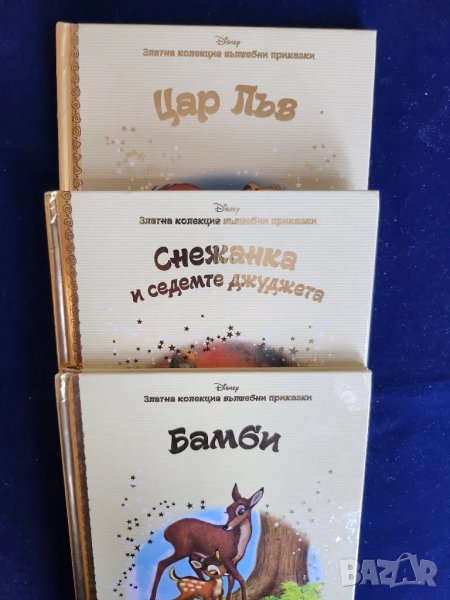 Disney
Златна колекция вълшебни приказки
Цар Лъв
Disney
Златна колекция вълшебни приказки
Снежанка
и седемте джуджета
Disney
Златна колекция вълшебни приказки
Бамби
BAZAR
bg